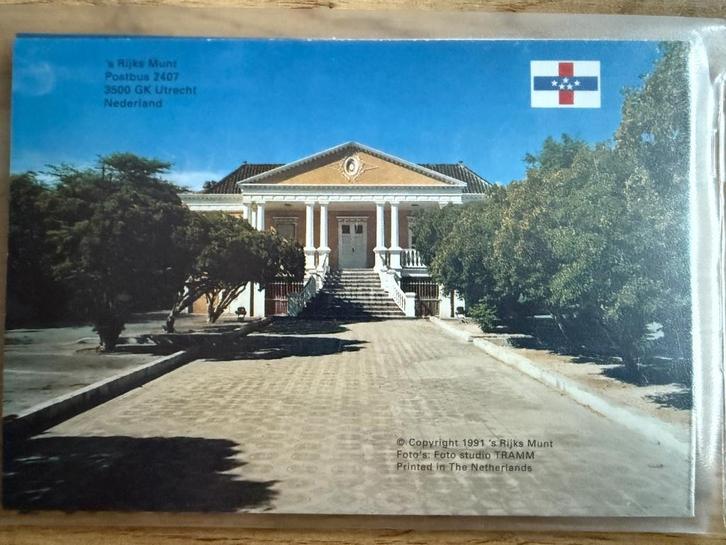 's Rijks Munt
Postbus 2407
3500 GK Utrecht
Nederland
© Copyright 1991 's Rijks Munt
Foto's: Foto studio TRAMM
Printed in The Netherlands